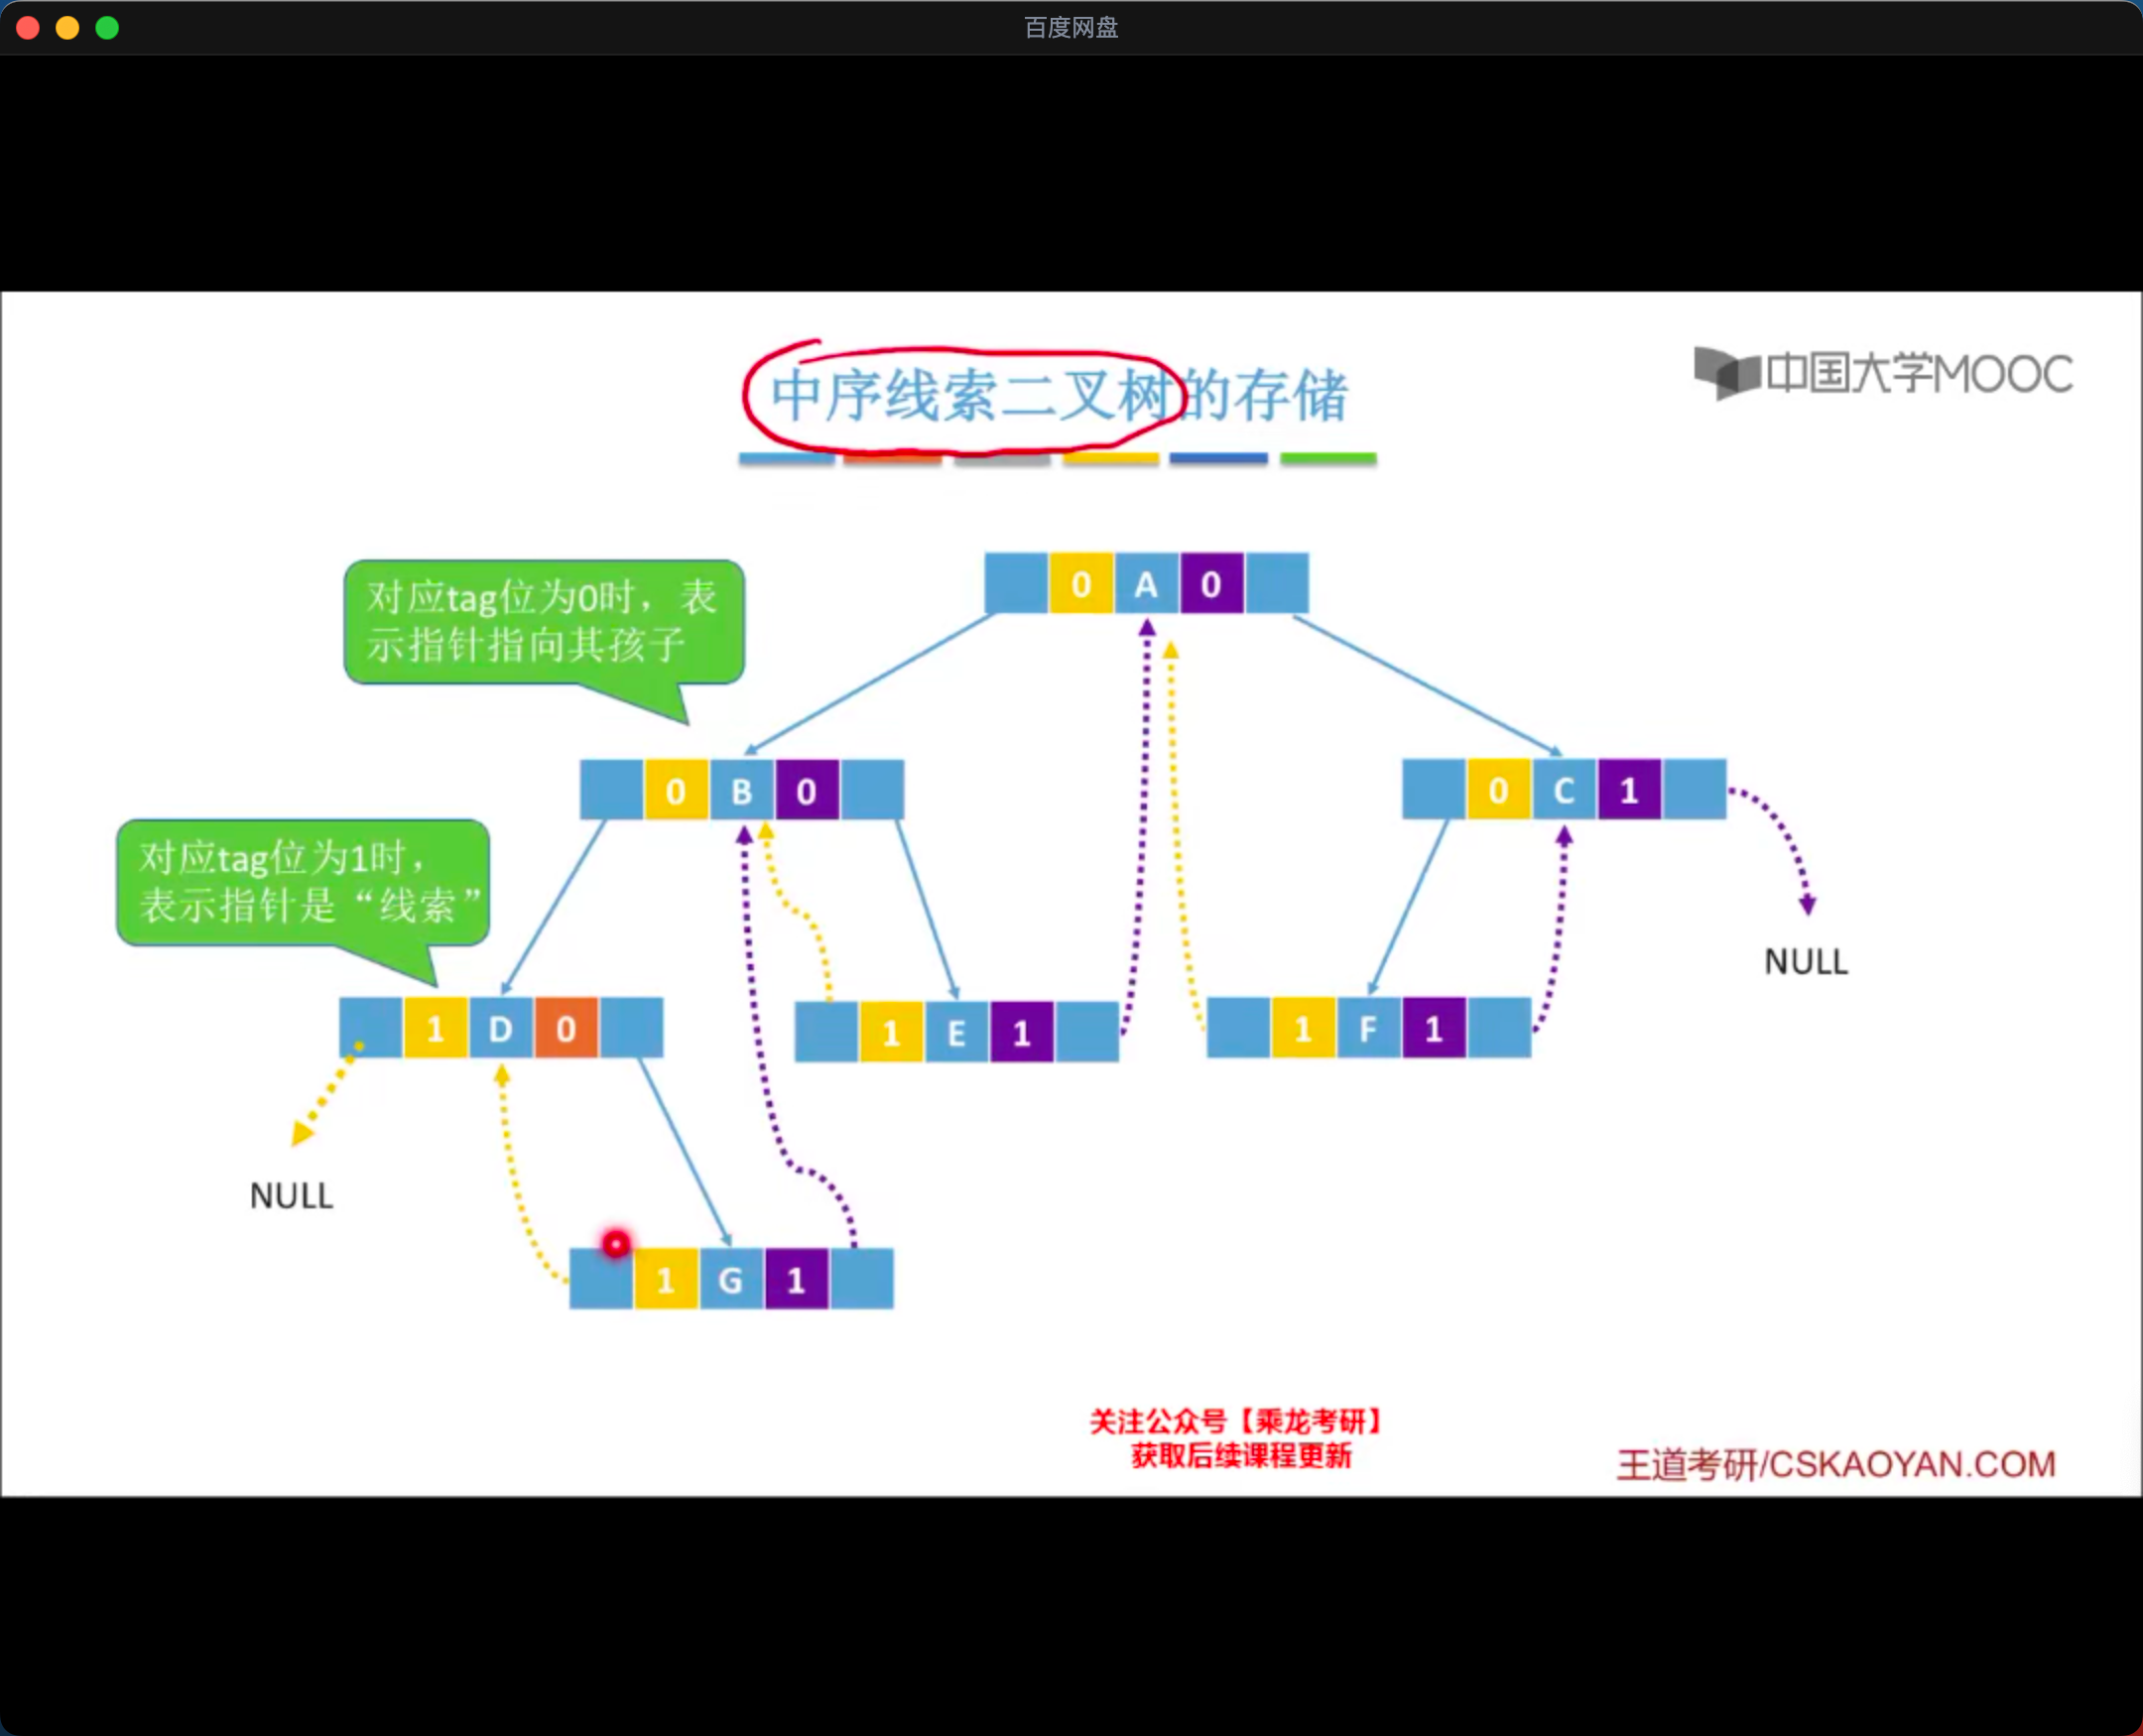 百度网盘
中序线索二叉树的存储
中国大学MOOC
0 A 0
对应tag位为0时，表
示指针指向其孩子
0 B 0
0 C 1
对应tag位为1时，
表示指针是“线索”
NULL
1 D 0
1 E 1
1 F 1
NULL
1 G 1
关注公众号【乘龙考研】
获取后续课程更新
王道考研/CSKAOYAN.COM